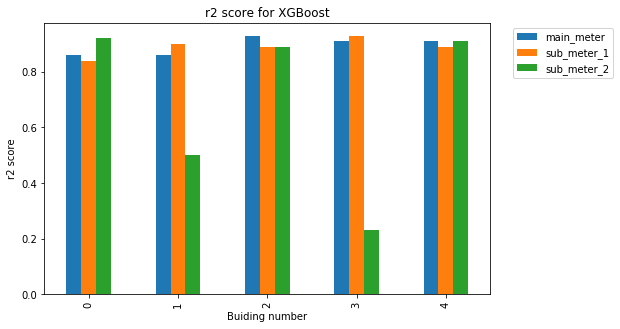 r2 score for XGBoost
main_meter
sub_meter_1
sub_meter_2
r2 score
0.8
0.6
0.4
0.2
0.0
0
1
2
3
4
Buiding number